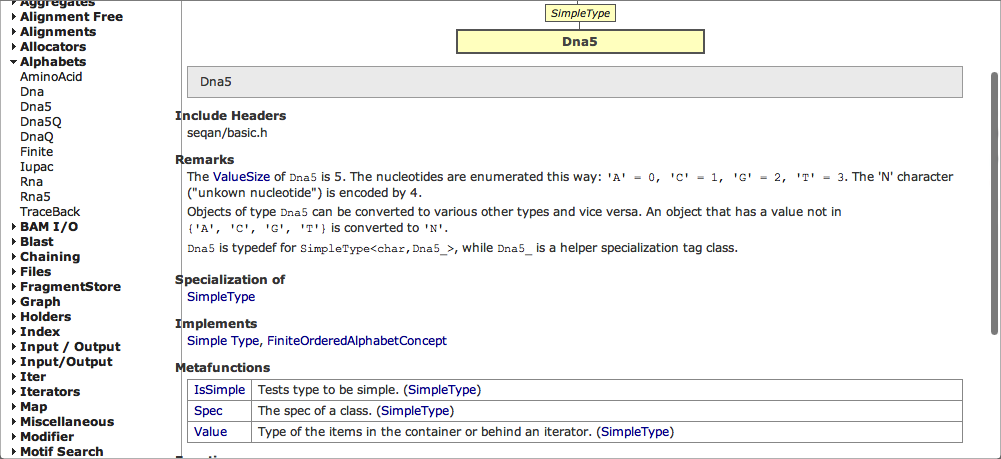 Aggregates
Alignment Free
Alignments
Allocators
Alphabets
AminoAcid
Dna
Dna5
Dna5Q
DnaQ
Finite
Iupac
Rna
Rna5
TraceBack
BAM I/O
Blast
Chaining
Files
FragmentStore
Graph
Holders
Index
Input / Output
Input/Output
Iter
Iterators
Map
Miscellaneous
Modifier
Motif Search
SimpleType
Dna5
Dna5
Include Headers
seqan/basic.h
Remarks
The ValueSize of Dna5 is 5. The nucleotides are enumerated this way: 'A' = 0, 'C' = 1, 'G' = 2, 'T' = 3. The 'N' character
("unkown nucleotide") is encoded by 4.
Objects of type Dna5 can be converted to various other types and vice versa. An object that has a value not in
{'A', 'C', 'G', 'T'} is converted to 'N'.
Dna5 is typedef for SimpleType<char,Dna5_>, while Dna5_ is a helper specialization tag class.
Specialization of
SimpleType
Implements
Simple Type, FiniteOrderedAlphabetConcept
Metafunctions
IsSimple Tests type to be simple. (SimpleType)
Spec The spec of a class. (SimpleType)
Value Type of the items in the container or behind an iterator. (SimpleType)